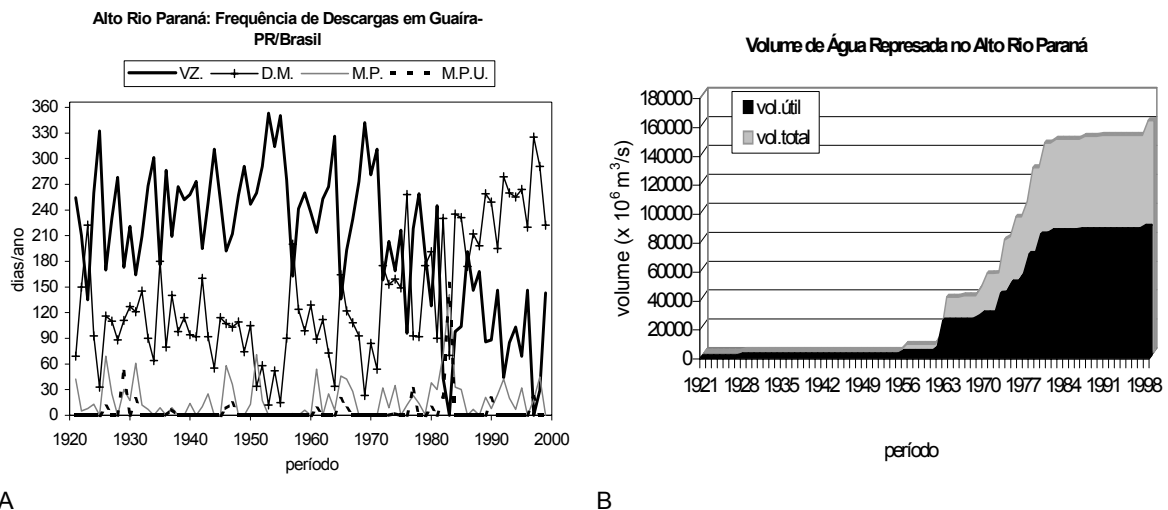 Alto Rio Paraná: Frequência de Descargas em Guaíra-
PR/Brasil
VZ. D.M. M.P. M.P.U.
360
330
300
270
240
210
180
150
120
90
60
30
0
dias/ano
1920 1930 1940 1950 1960 1970 1980 1990 2000
período
A
Volume de Água Represada no Alto Rio Paraná
vol.útil
vol.total
180000
160000
140000
120000
100000
80000
60000
40000
20000
0
volume (x 10⁶ m³/s)
1921 1928 1935 1942 1949 1956 1963 1970 1977 1984 1991 1998
período
B